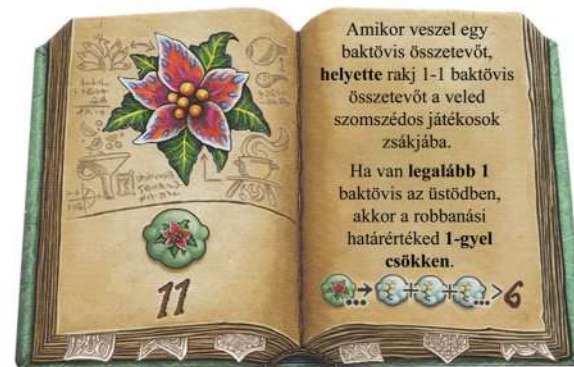 11
Amikor veszel egy
baktövis összetevőt,
helyette rakj 1-1 baktövis
összetevőt a veled
szomszédos játékosok
zsákjába.
Ha van legalább 1
baktövis az üstödben,
akkor a robbanási
határértéked 1-gyel
csökken.
...→ + + ...>6